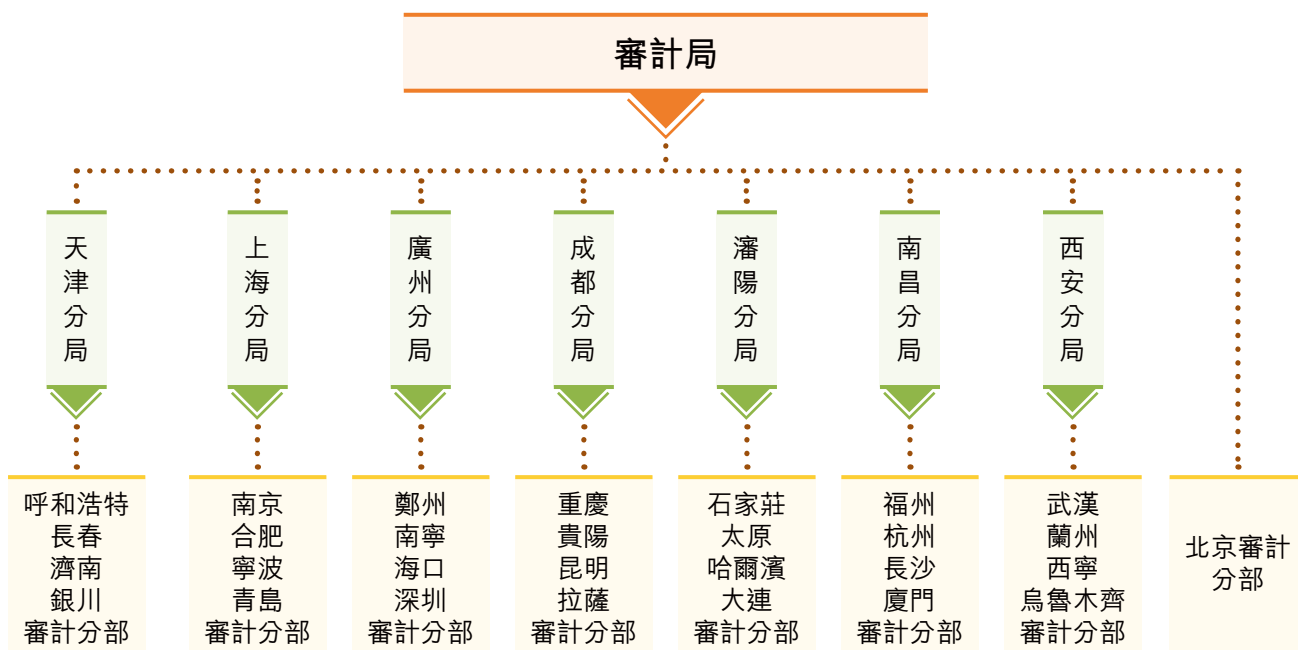 審計局
天津分局
上海分局
廣州分局
成都分局
瀋陽分局
南昌分局
西安分局
呼和浩特
長春
濟南
銀川
審計分部
南京
合肥
寧波
青島
審計分部
鄭州
南寧
海口
深圳
審計分部
重慶
貴陽
昆明
拉薩
審計分部
石家莊
太原
哈爾濱
大連
審計分部
福州
杭州
長沙
廈門
審計分部
武漢
蘭州
西寧
烏魯木齊
審計分部
北京審計
分部